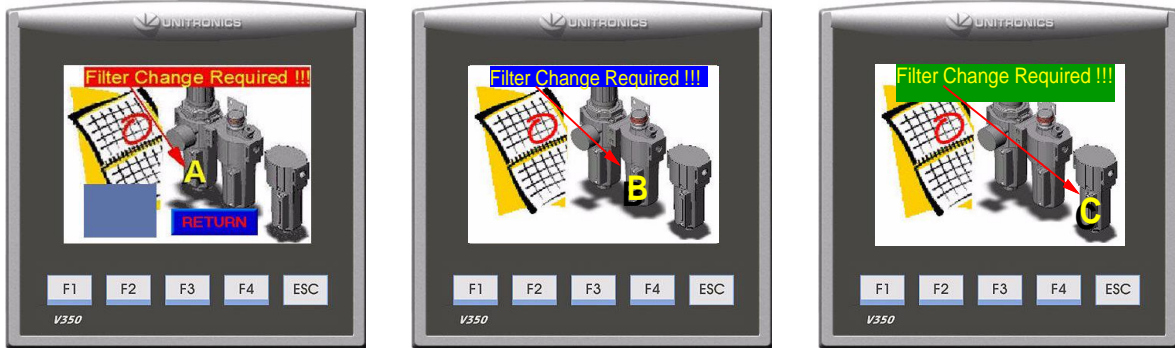 UNITRONICS
Filter Change Required !!!
A
RETURN
F1 F2 F3 F4 ESC
V350
UNITRONICS
Filter Change Required !!!
B
F1 F2 F3 F4 ESC
V350
UNITRONICS
Filter Change Required !!!
C
F1 F2 F3 F4 ESC
V350